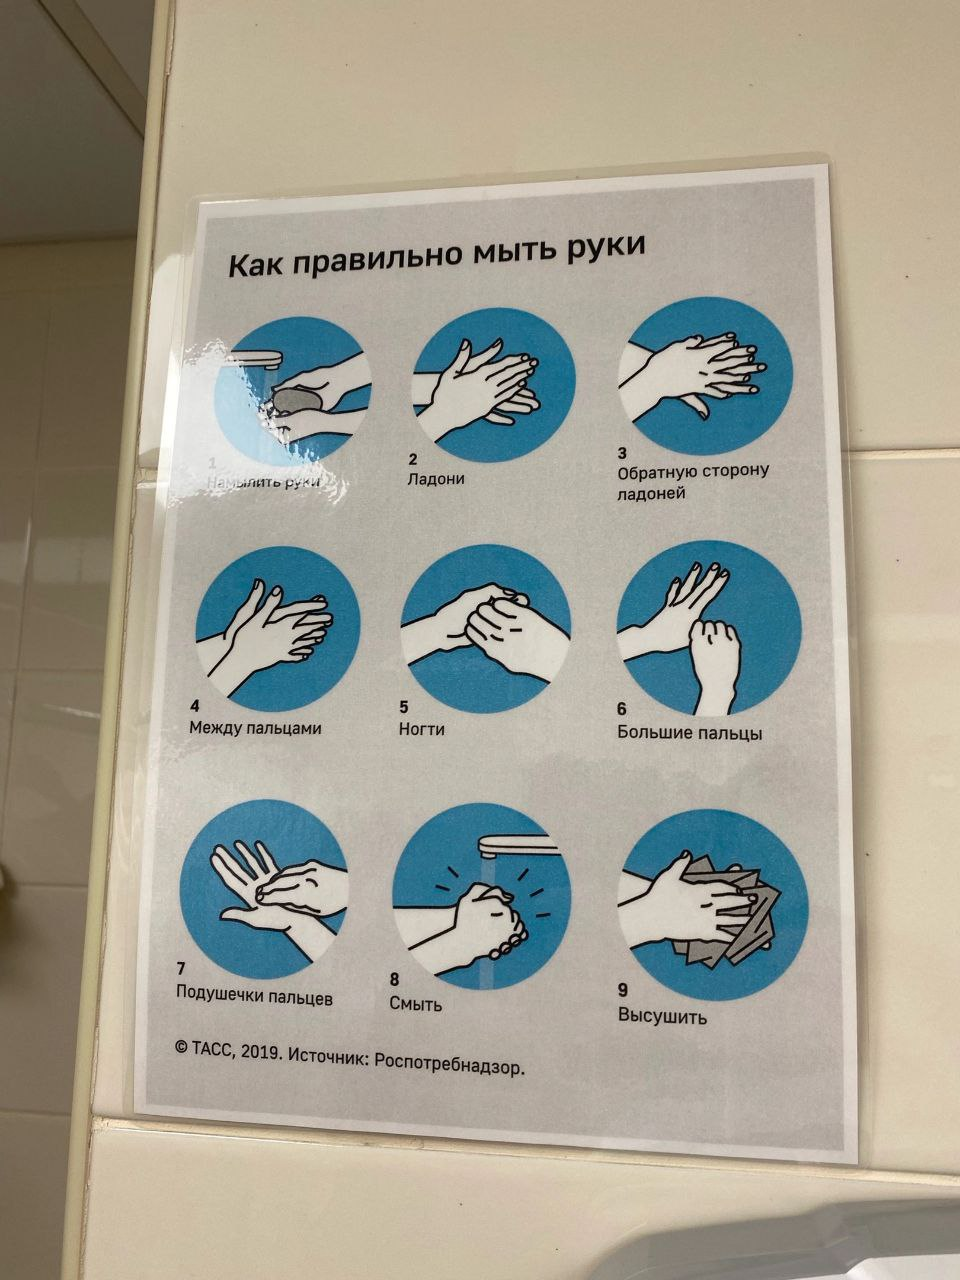 Как правильно мыть руки
1
Намылить руки
2
Ладони
3
Обратную сторону
ладоней
4
Между пальцами
5
Ногти
6
Большие пальцы
7
Подушечки пальцев
8
Смыть
9
Высушить
© ТАСС, 2019. Источник: Роспотребнадзор.